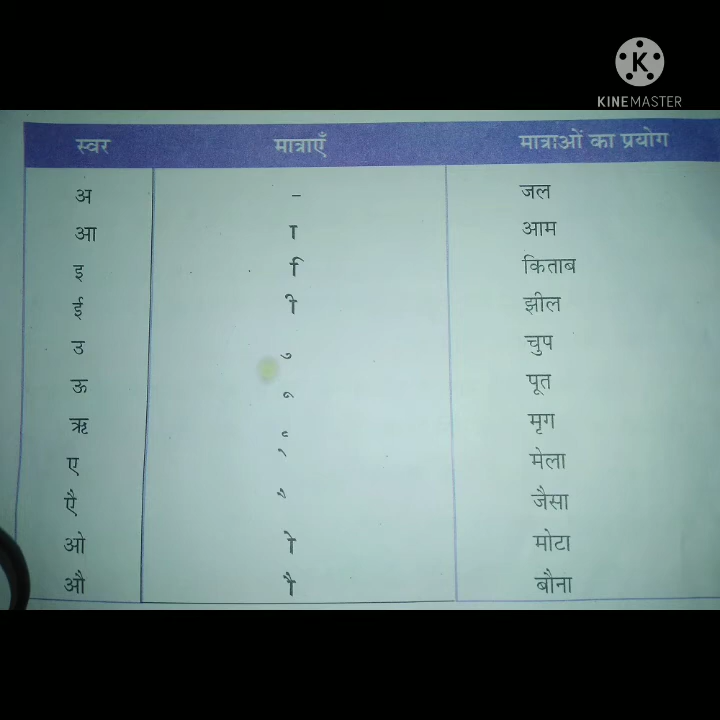 K
KINEMASTER
स्वर मात्राएँ मात्राओं का प्रयोग
अ – जल
आ ा आम
इ ि किताब
ई ी झील
उ ु चुप
ऊ ू पूत
ऋ ृ मृग
ए े मेला
ऐ ै जैसा
ओ ो मोटा
औ ौ बौना